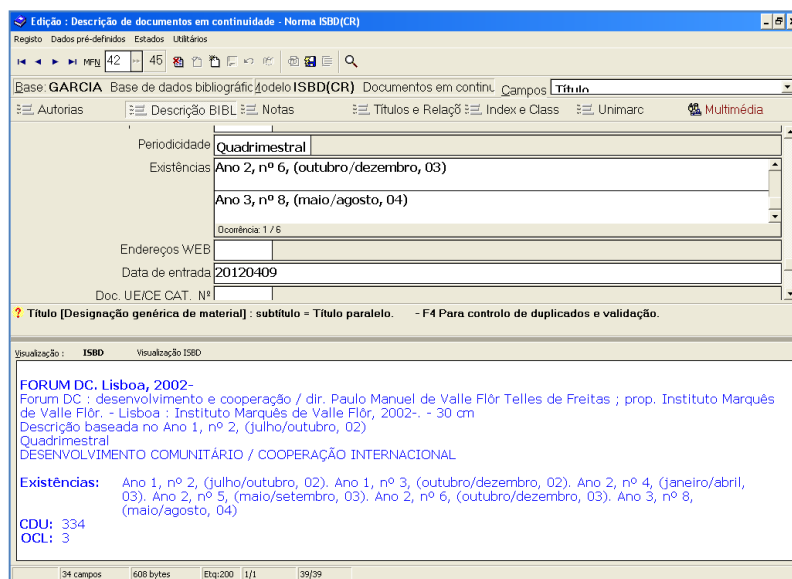 Edição : Descrição de documentos em continuidade - Norma ISBD(CR)
Registo Dados pré-definidos Estados Utilitários
MFN 42 45
Base: GARCIA Base de dados bibliográfic Modelo ISBD(CR) Documentos em contin Campos Título
Autorias Descrição BIBL Notas Títulos e Relaçõ Index e Class Unimarc Multimédia
Periodicidade Quadrimestral
Existências Ano 2, nº 6, (outubro/dezembro, 03)
Ano 3, nº 8, (maio/agosto, 04)
Ocorrência: 1 / 6
Endereços WEB
Data de entrada 20120409
Doc. UE/CE CAT. Nº
? Título [Designação genérica de material] : subtítulo = Título paralelo. - F4 Para controlo de duplicados e validação.
Visualização : ISBD Visualização ISBD
FORUM DC. Lisboa, 2002-
Forum DC : desenvolvimento e cooperação / dir. Paulo Manuel de Valle Flôr Telles de Freitas ; prop. Instituto Marquês
de Valle Flôr. - Lisboa : Instituto Marquês de Valle Flôr, 2002-. - 30 cm
Descrição baseada no Ano 1, nº 2, (julho/outubro, 02)
Quadrimestral
DESENVOLVIMENTO COMUNITÁRIO / COOPERAÇÃO INTERNACIONAL
Existências: Ano 1, nº 2, (julho/outubro, 02). Ano 1, nº 3, (outubro/dezembro, 02). Ano 2, nº 4, (janeiro/abril,
03). Ano 2, nº 5, (maio/setembro, 03). Ano 2, nº 6, (outubro/dezembro, 03). Ano 3, nº 8,
(maio/agosto, 04)
CDU: 334
OCL: 3
34 campos 608 bytes Etq:200 1/1 39/39